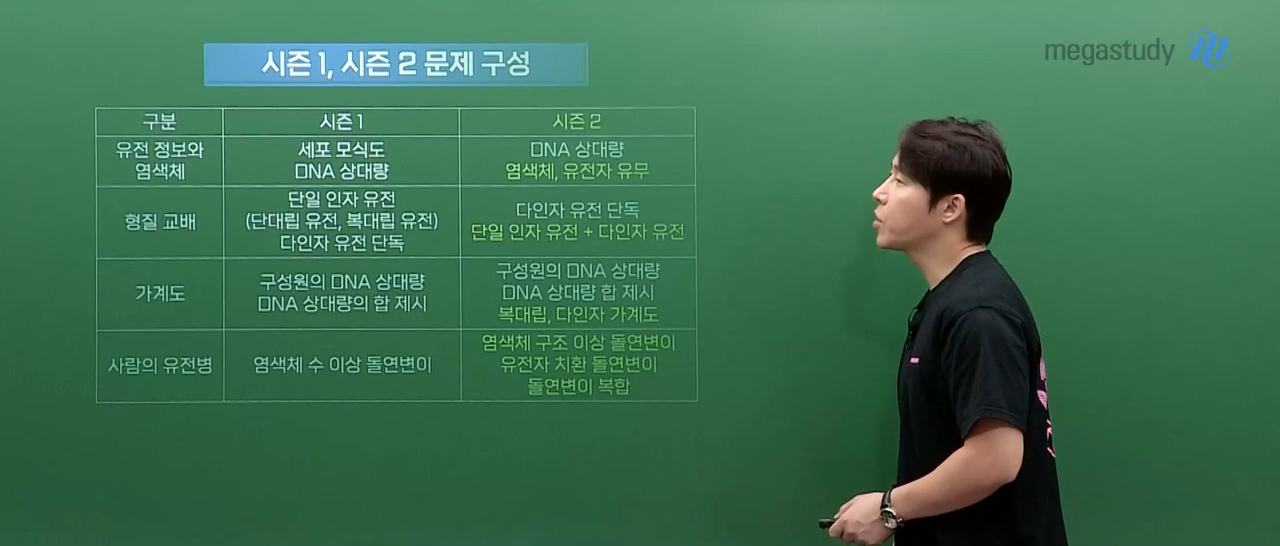 megastudy
시즌 1, 시즌 2 문제 구성
구분 시즌 1 시즌 2
유전 정보와 염색체 세포 모식도 DNA 상대량 DNA 상대량 염색체, 유전자 유무
형질 교배 단일 인자 유전 (단대립 유전, 복대립 유전) 다인자 유전 단독 다인자 유전 단독 단일 인자 유전 + 다인자 유전
가계도 구성원의 DNA 상대량 DNA 상대량의 합 제시 구성원의 DNA 상대량 DNA 상대량 합 제시 복대립, 다인자 가계도
사람의 유전병 염색체 수 이상 돌연변이 염색체 구조 이상 돌연변이 유전자 치환 돌연변이 돌연변이 복합